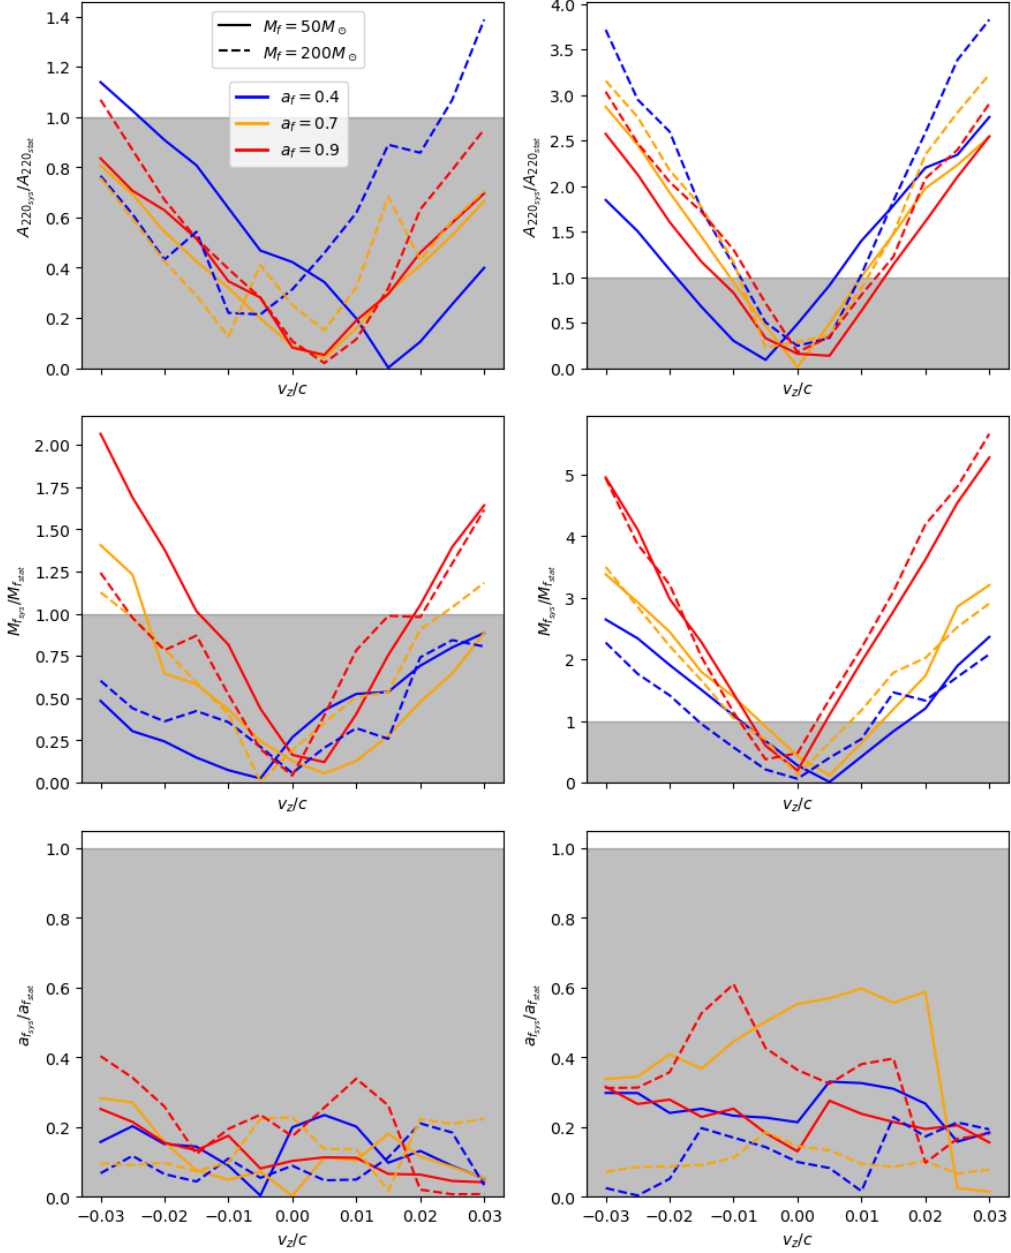 1.4
1.2
1.0
0.8
0.6
0.4
0.2
0.0
A_{220_{sys}}/A_{220_{stat}}
M_f = 50M_⊙
M_f = 200M_⊙
a_f = 0.4
a_f = 0.7
a_f = 0.9
v_z/c
4.0
3.5
3.0
2.5
2.0
1.5
1.0
0.5
0.0
A_{220_{sys}}/A_{220_{stat}}
v_z/c
2.00
1.75
1.50
1.25
1.00
0.75
0.50
0.25
0.00
M_{f_{sys}}/M_{f_{stat}}
v_z/c
5
4
3
2
1
0
M_{f_{sys}}/M_{f_{stat}}
v_z/c
1.0
0.8
0.6
0.4
0.2
0.0
a_{f_{sys}}/a_{f_{stat}}
−0.03 −0.02 −0.01 0.00 0.01 0.02 0.03
v_z/c
1.0
0.8
0.6
0.4
0.2
0.0
a_{f_{sys}}/a_{f_{stat}}
−0.03 −0.02 −0.01 0.00 0.01 0.02 0.03
v_z/c